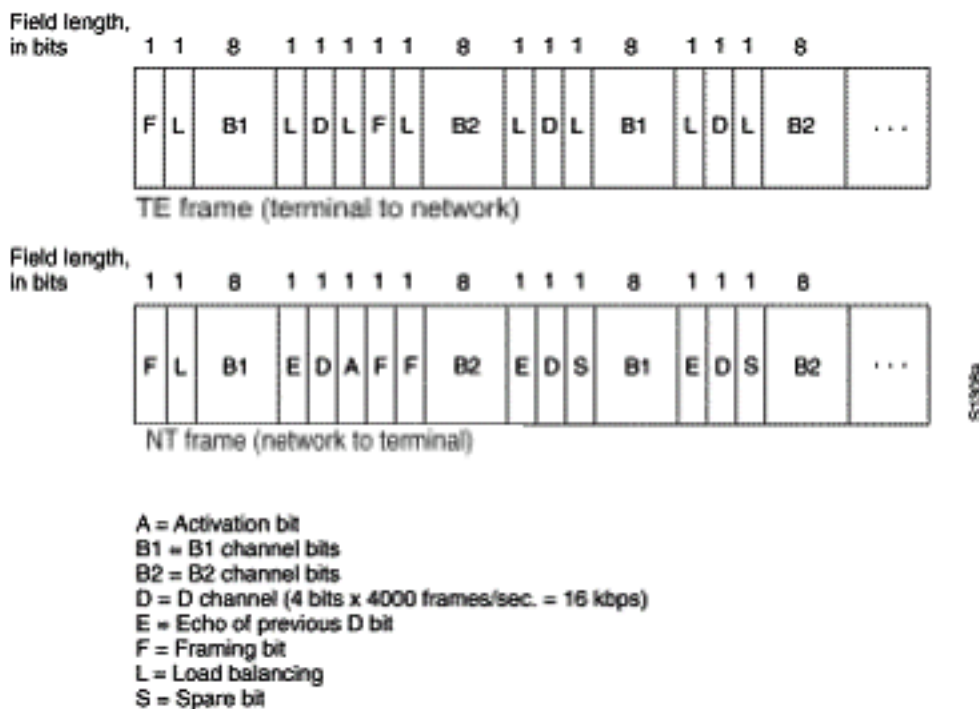 Field length,
in bits 1 1 8 1 1 1 1 1 8 1 1 1 8 1 1 1 8
F L B1 L D L F L B2 L D L B1 L D L B2 ...
TE frame (terminal to network)
Field length,
in bits 1 1 8 1 1 1 1 1 8 1 1 1 8 1 1 1 8
F L B1 E D A F F B2 E D S B1 E D S B2 ...
NT frame (network to terminal)
A = Activation bit
B1 = B1 channel bits
B2 = B2 channel bits
D = D channel (4 bits x 4000 frames/sec. = 16 kbps)
E = Echo of previous D bit
F = Framing bit
L = Load balancing
S = Spare bit